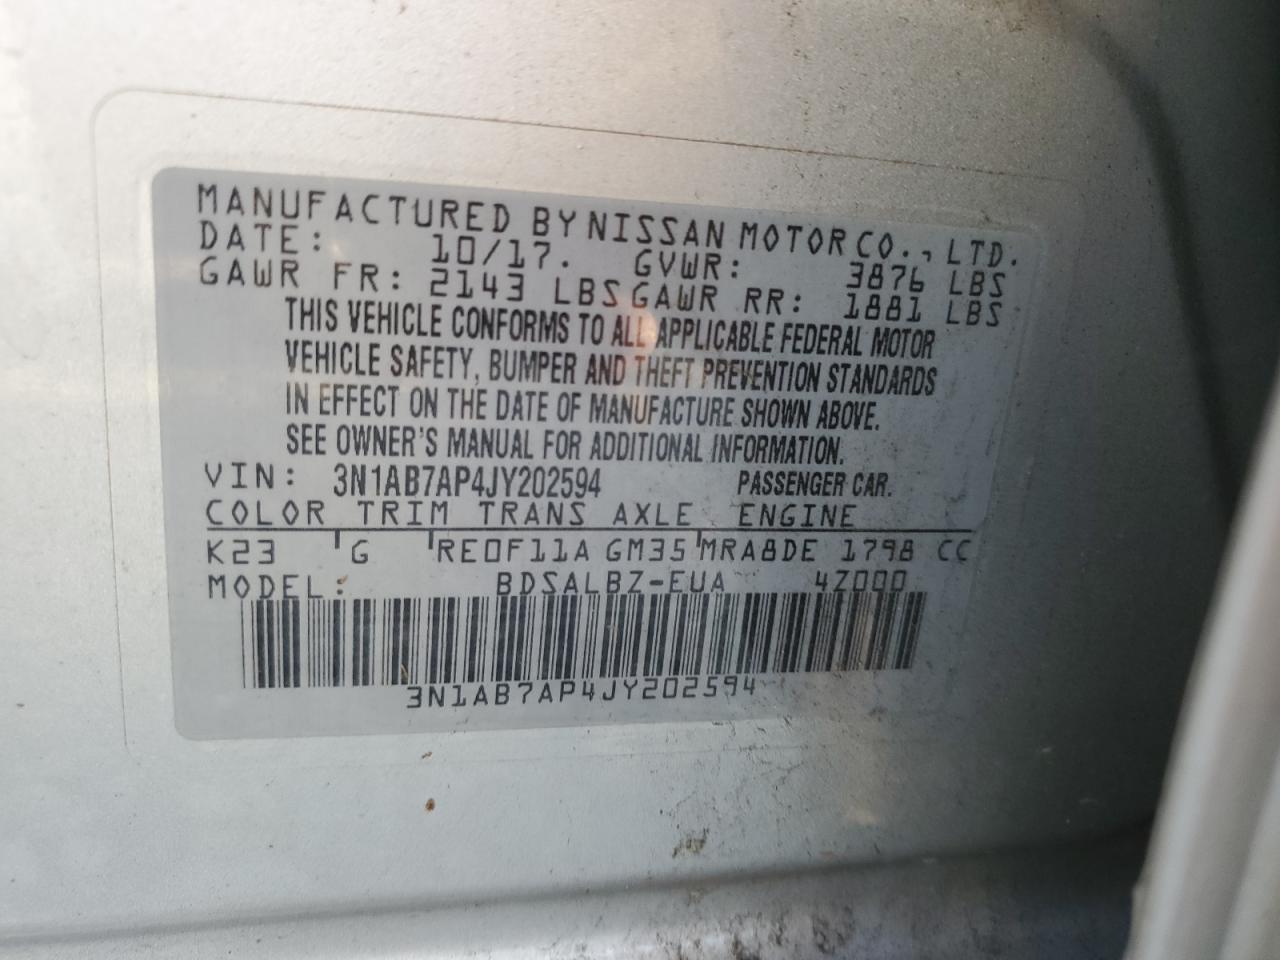 MANUFACTURED BY NISSAN MOTOR CO., LTD.
DATE: 10/17. GVWR: 3876 LBS
GAWR FR: 2143 LBS GAWR RR: 1881 LBS
THIS VEHICLE CONFORMS TO ALL APPLICABLE FEDERAL MOTOR
VEHICLE SAFETY, BUMPER AND THEFT PREVENTION STANDARDS
IN EFFECT ON THE DATE OF MANUFACTURE SHOWN ABOVE.
SEE OWNER'S MANUAL FOR ADDITIONAL INFORMATION.
VIN: 3N1AB7AP4JY202594 PASSENGER CAR.
COLOR TRIM TRANS AXLE ENGINE
K23 G RE0F11A GM35 MRA8DE 1798 CC
MODEL: BDSALBZ-EUA 4Z000
3N1AB7AP4JY202594